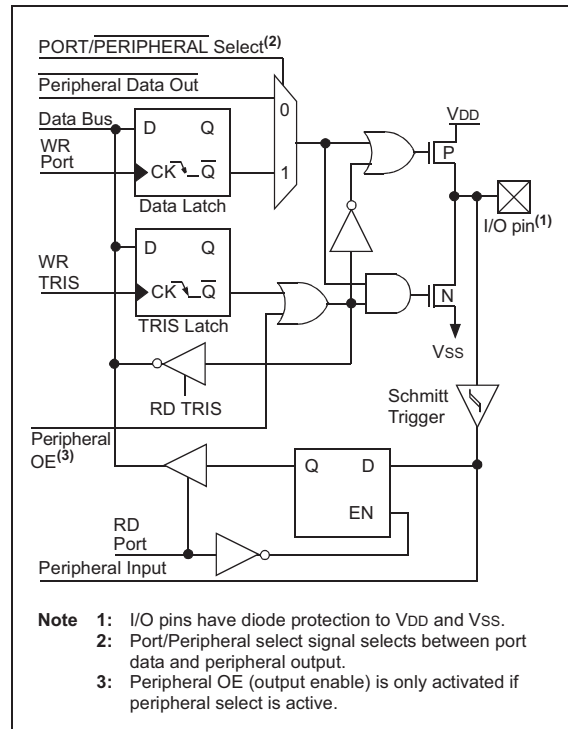 PORT/PERIPHERAL Select(2)
Peripheral Data Out
Data Bus
WR
Port
D Q
CK Q
Data Latch
0
1
VDD
P
I/O pin(1)
WR
TRIS
D Q
CK Q
TRIS Latch
N
VSS
RD TRIS
Schmitt
Trigger
Peripheral
OE(3)
Q D
EN
RD
Port
Peripheral Input
Note 1: I/O pins have diode protection to VDD and VSS.
2: Port/Peripheral select signal selects between port
data and peripheral output.
3: Peripheral OE (output enable) is only activated if
peripheral select is active.